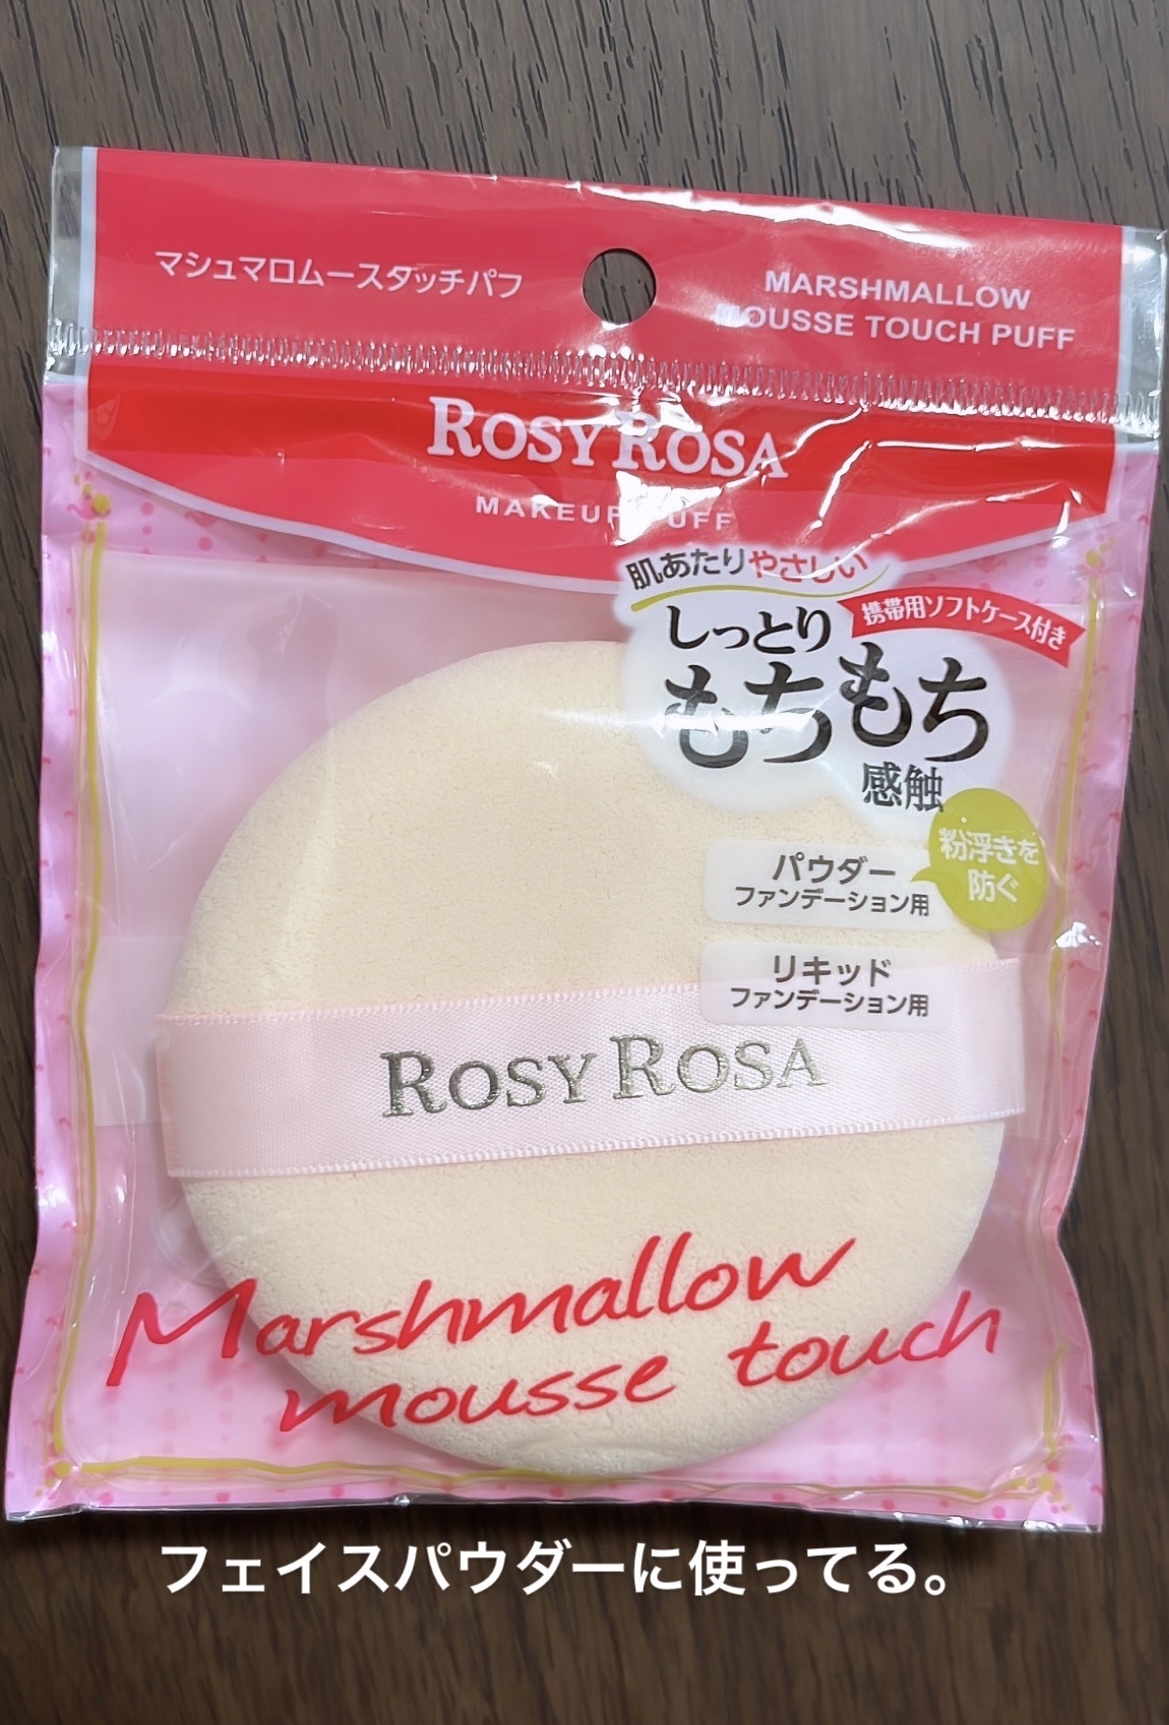 マシュマロムースタッチパフ
MARSHMALLOW
MOUSSE TOUCH PUFF
ROSY ROSA
MAKEUP PUFF
肌あたりやさしい
しっとり
携帯用ソフトケース付き
もちもち
感触
粉浮きを
防ぐ
パウダー
ファンデーション用
リキッド
ファンデーション用
ROSY ROSA
Marshmallow
mousse touch
フェイスパウダーに使ってる。